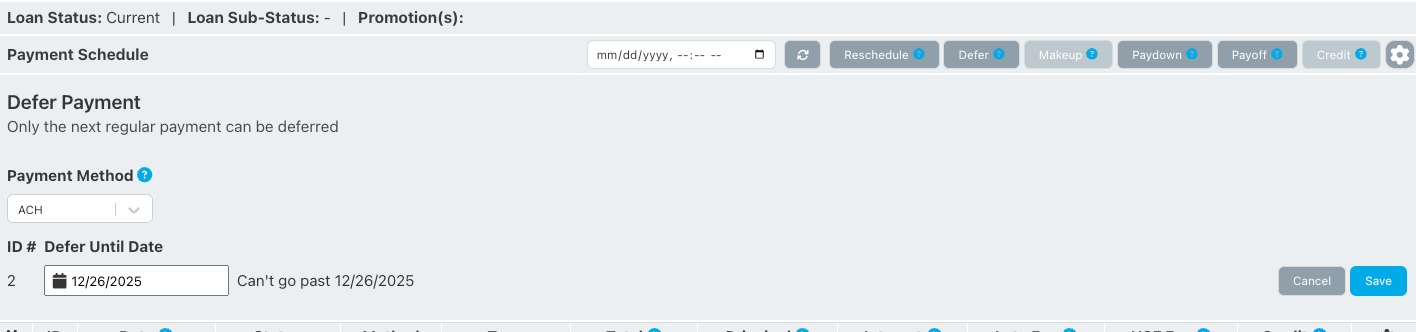 Loan Status: Current | Loan Sub-Status: - | Promotion(s):
Payment Schedule mm/dd/yyyy, --:-- -- Reschedule ? Defer ? Makeup ? Paydown ? Payoff ? Credit ?
Defer Payment
Only the next regular payment can be deferred
Payment Method ?
ACH
ID # Defer Until Date
2 12/26/2025 Can't go past 12/26/2025 Cancel Save